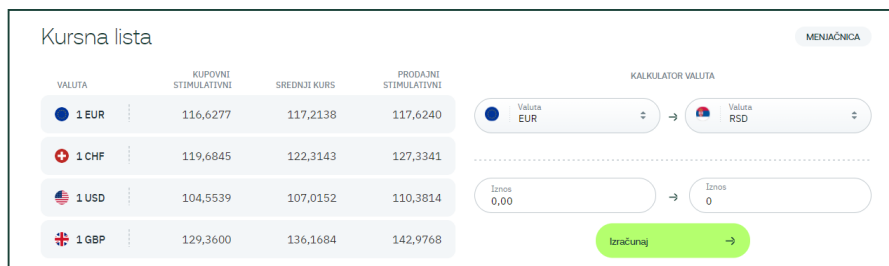 Kursna lista
MENJAČNICA
VALUTA
KUPOVNI
STIMULATIVNI
SREDNJI KURS
PRODAJNI
STIMULATIVNI
1 EUR 116,6277 117,2138 117,6240
1 CHF 119,6845 122,3143 127,3341
1 USD 104,5539 107,0152 110,3814
1 GBP 129,3600 136,1684 142,9768
KALKULATOR VALUTA
Valuta
EUR
Valuta
RSD
Iznos
0,00
Iznos
0
Izračunaj